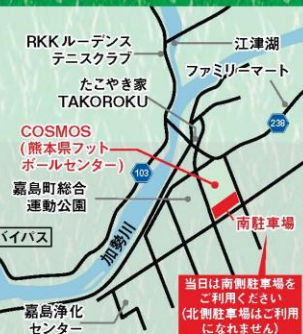 RKKルーデンス
テニスクラブ
江津湖
ファミリーマート
たこやき家
TAKOROKU
238
COSMOS
(熊本県フット
ボールセンター)
103
嘉島町総合
運動公園
加勢川
南駐車場
バイパス
当日は南側駐車場を
ご利用ください
(北側駐車場はご利用
になれません)
嘉島浄化
センター